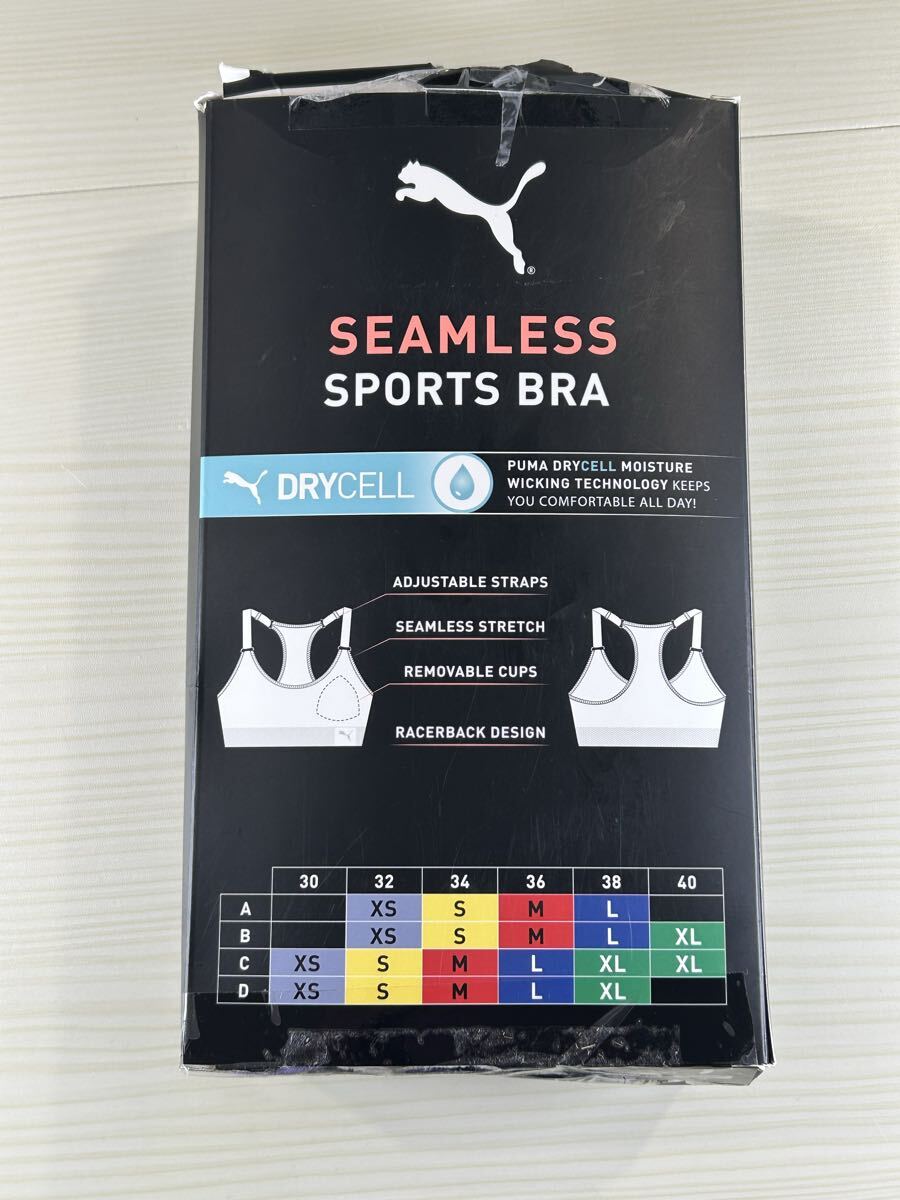 ®
SEAMLESS
SPORTS BRA
DRYCELL
PUMA DRYCELL MOISTURE
WICKING TECHNOLOGY KEEPS
YOU COMFORTABLE ALL DAY!
ADJUSTABLE STRAPS
SEAMLESS STRETCH
REMOVABLE CUPS
RACERBACK DESIGN
30 32 34 36 38 40
A XS S M L
B XS S M L XL
C XS S M L XL XL
D XS S M L XL